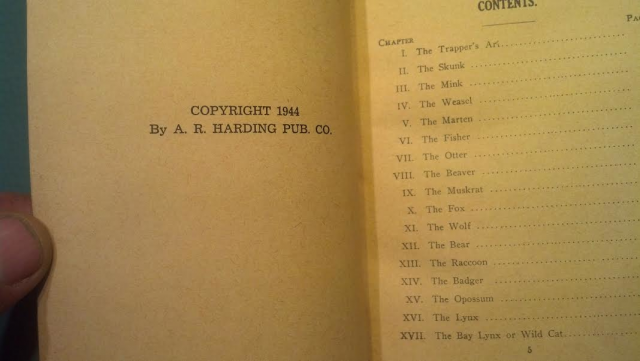 COPYRIGHT 1944
By A. R. HARDING PUB. CO.
CONTENTS.
CHAPTER
I. The Trapper's Art
II. The Skunk
III. The Mink
IV. The Weasel
V. The Marten
VI. The Fisher
VII. The Otter
VIII. The Beaver
IX. The Muskrat
X. The Fox
XI. The Wolf
XII. The Bear
XIII. The Raccoon
XIV. The Badger
XV. The Opossum
XVI. The Lynx
XVII. The Bay Lynx or Wild Cat
5